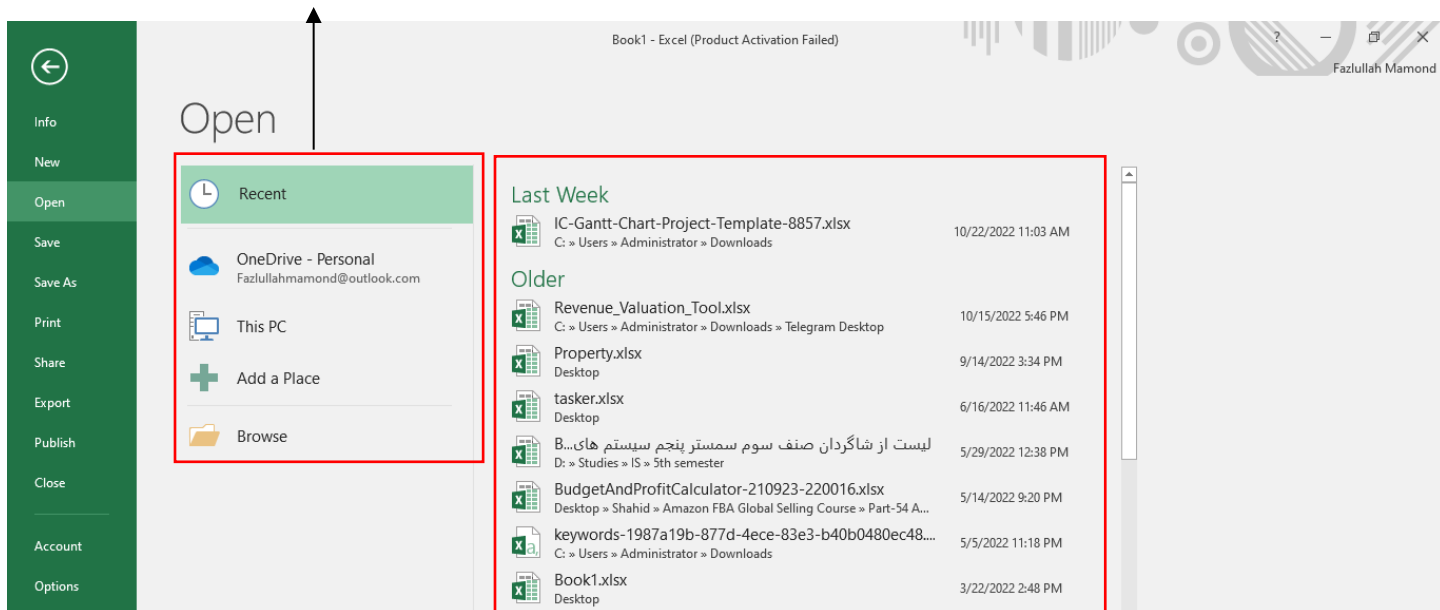 Book1 - Excel (Product Activation Failed)
?
Fazlullah Mamond
Info
New
Open
Save
Save As
Print
Share
Export
Publish
Close
Account
Options
Open
Recent
OneDrive - Personal
Fazlullahmamond@outlook.com
This PC
Add a Place
Browse
Last Week
IC-Gantt-Chart-Project-Template-8857.xlsx
C: » Users » Administrator » Downloads
10/22/2022 11:03 AM
Older
Revenue_Valuation_Tool.xlsx
C: » Users » Administrator » Downloads » Telegram Desktop
10/15/2022 5:46 PM
Property.xlsx
Desktop
9/14/2022 3:34 PM
tasker.xlsx
Desktop
6/16/2022 11:46 AM
لیست از شاگردان صنف سوم سمستر پنجم سیستم های...B
D: » Studies » IS » 5th semester
5/29/2022 12:38 PM
BudgetAndProfitCalculator-210923-220016.xlsx
Desktop » Shahid » Amazon FBA Global Selling Course » Part-54 A...
5/14/2022 9:20 PM
keywords-1987a19b-877d-4ece-83e3-b40b0480ec48....
C: » Users » Administrator » Downloads
5/5/2022 11:18 PM
Book1.xlsx
Desktop
3/22/2022 2:48 PM